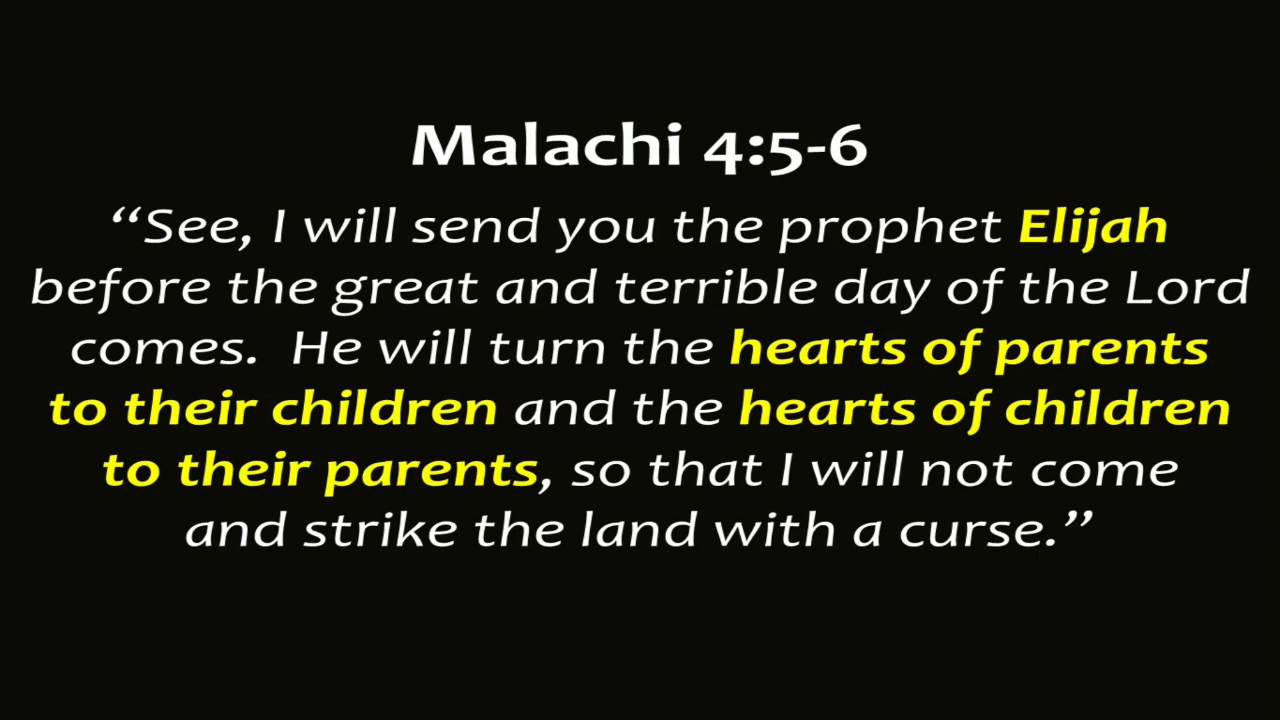 Malachi 4:5-6
“See, I will send you the prophet Elijah
before the great and terrible day of the Lord
comes.  He will turn the hearts of parents
to their children and the hearts of children
to their parents, so that I will not come
and strike the land with a curse.”